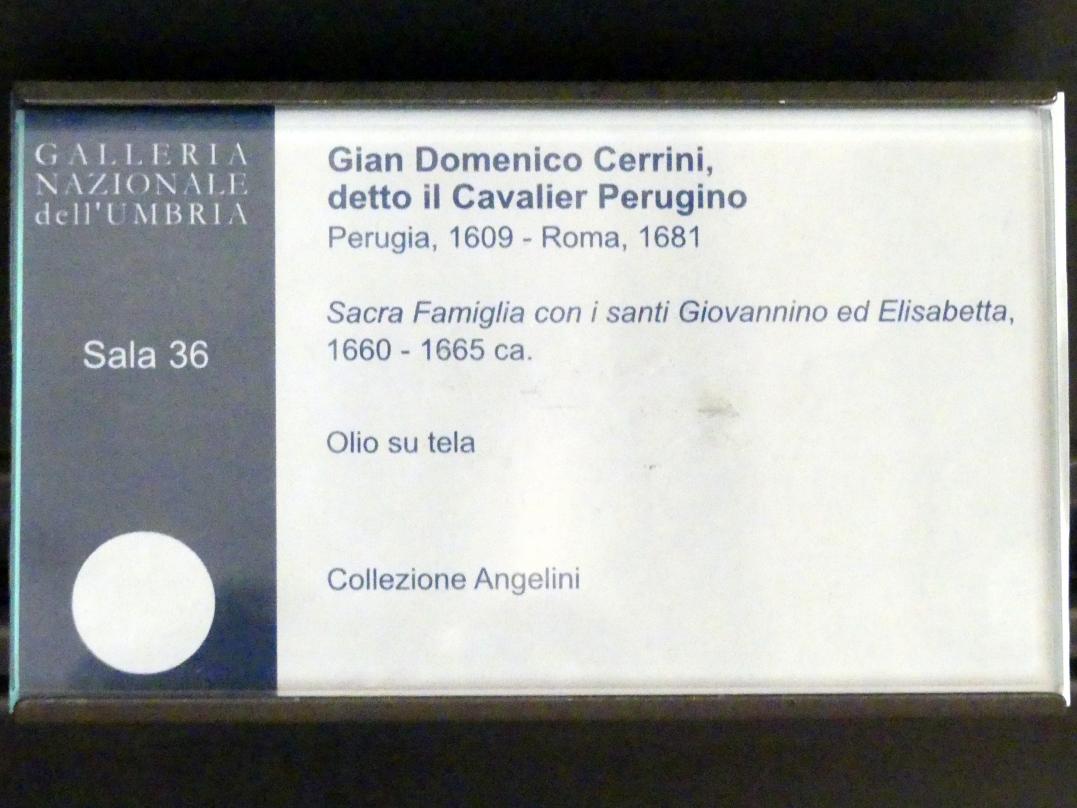 GALLERIA
NAZIONALE
dell'UMBRIA
Sala 36
Gian Domenico Cerrini,
detto il Cavalier Perugino
Perugia, 1609 - Roma, 1681
Sacra Famiglia con i santi Giovannino ed Elisabetta,
1660 - 1665 ca.
Olio su tela
Collezione Angelini